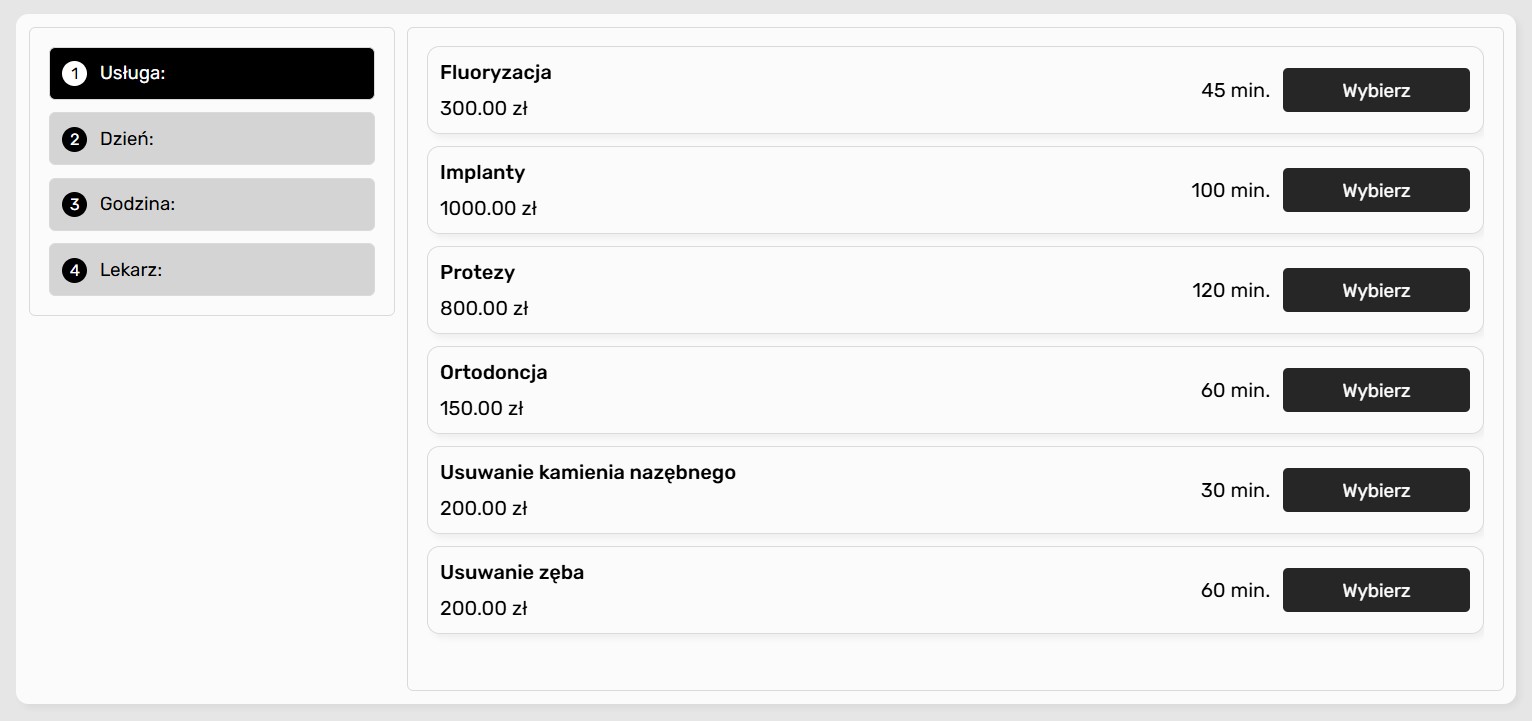 1 Usługa:
2 Dzień:
3 Godzina:
4 Lekarz:
Fluoryzacja
300.00 zł
45 min. Wybierz
Implanty
1000.00 zł
100 min. Wybierz
Protezy
800.00 zł
120 min. Wybierz
Ortodoncja
150.00 zł
60 min. Wybierz
Usuwanie kamienia nazębnego
200.00 zł
30 min. Wybierz
Usuwanie zęba
200.00 zł
60 min. Wybierz